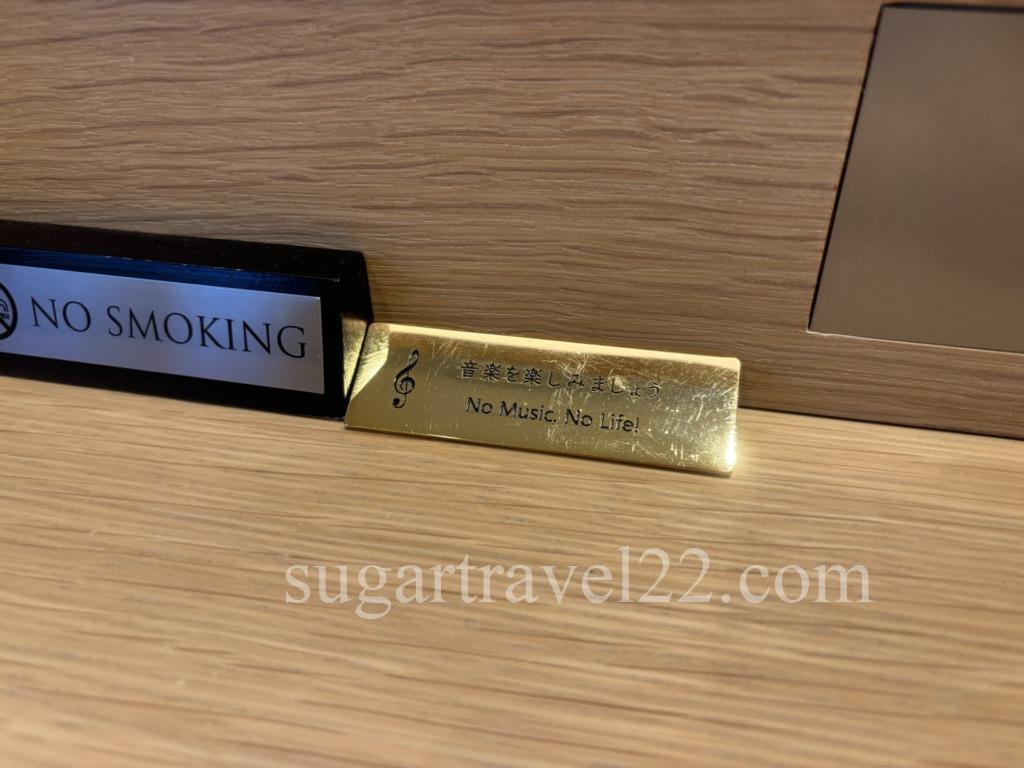 NO SMOKING
音楽を楽しみましょう
No Music, No Life!
sugartravel22.com